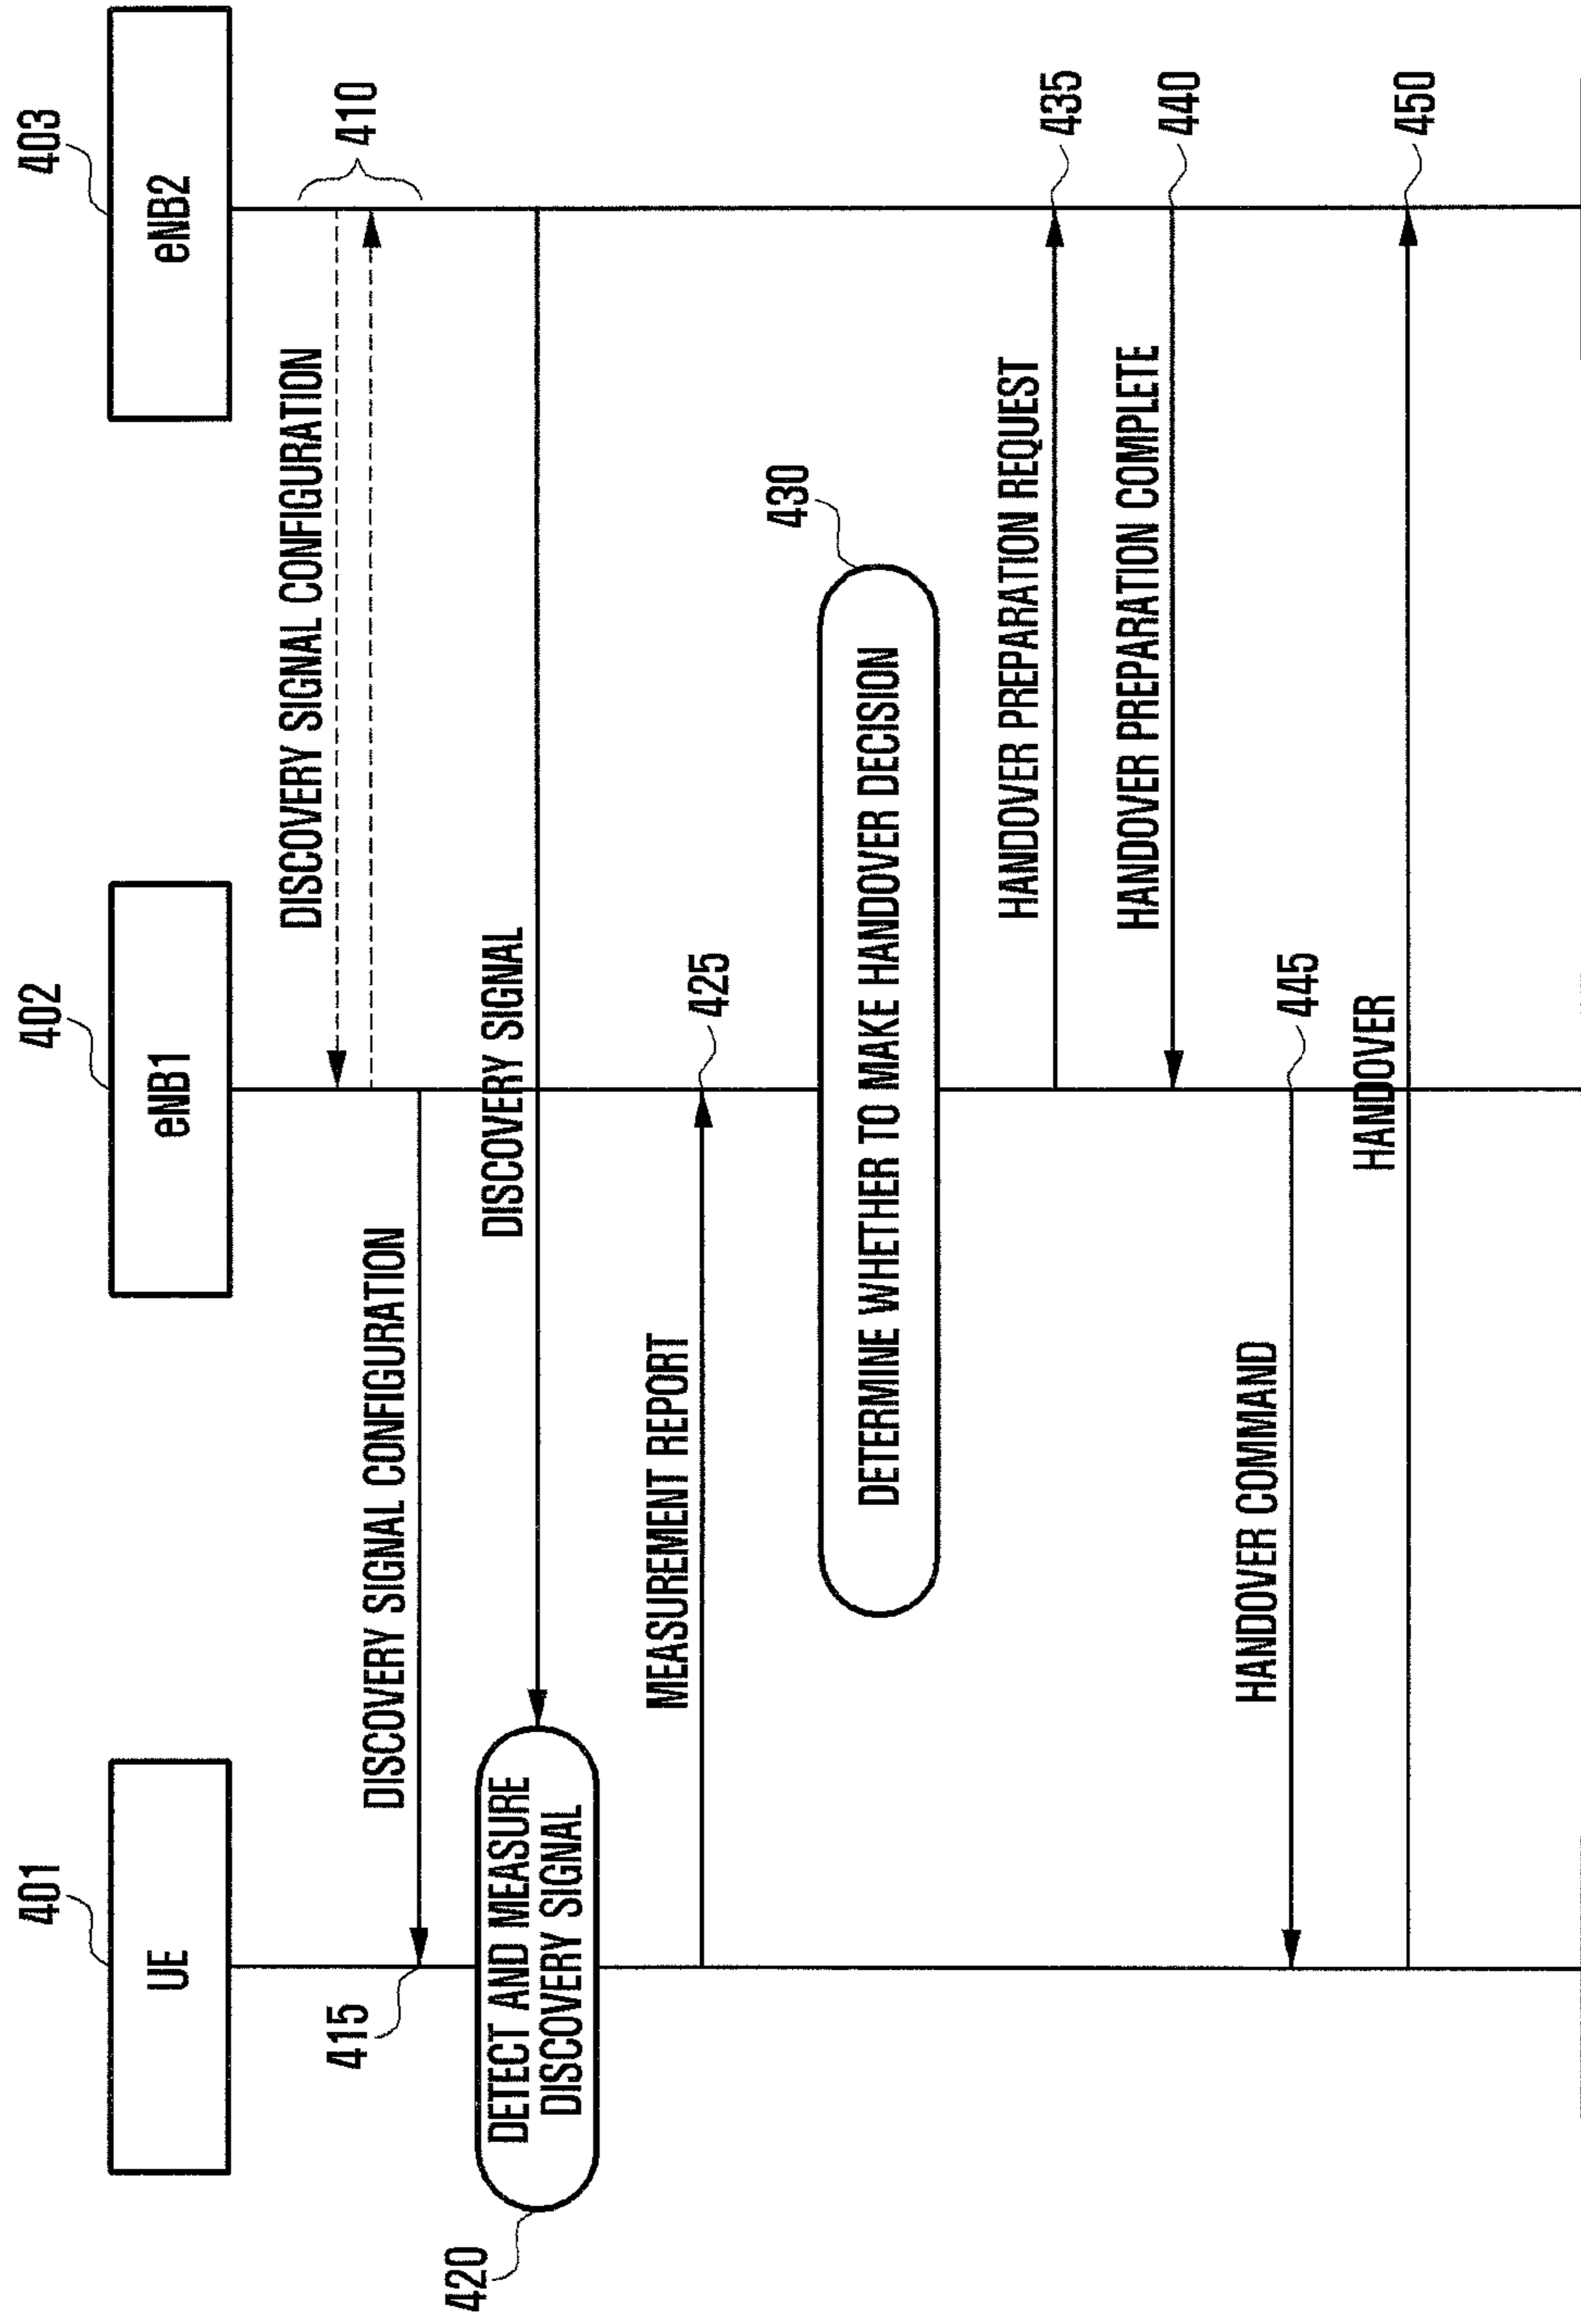 401
402
403
UE
eNB1
eNB2
DISCOVERY SIGNAL CONFIGURATION
410
DISCOVERY SIGNAL CONFIGURATION
415
DISCOVERY SIGNAL
DETECT AND MEASURE
DISCOVERY SIGNAL
420
MEASUREMENT REPORT
425
430
DETERMINE WHETHER TO MAKE HANDOVER DECISION
HANDOVER PREPARATION REQUEST
435
HANDOVER PREPARATION COMPLETE
440
HANDOVER COMMAND
445
HANDOVER
450